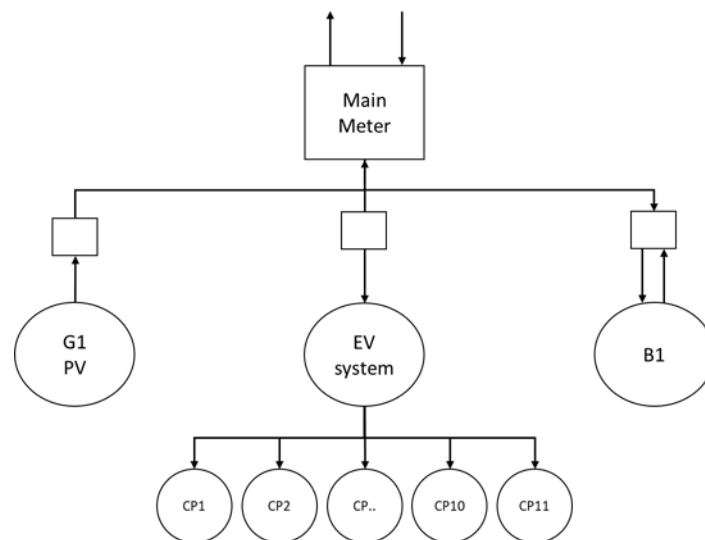 Main
Meter
G1
PV
EV
system
B1
CP1
CP2
CP..
CP10
CP11